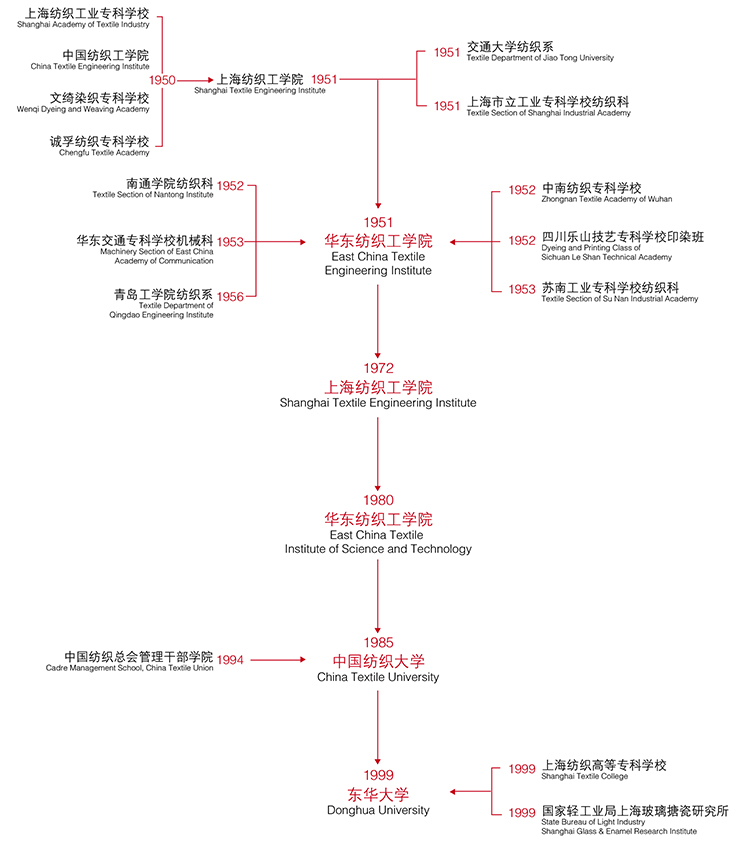 上海纺织工业专科学校
Shanghai Academy of Textile Industry
中国纺织工学院
China Textile Engineering Institute
文绮染织专科学校
Wenqi Dyeing and Weaving Academy
诚孚纺织专科学校
Chengfu Textile Academy
1950
上海纺织工学院
Shanghai Textile Engineering Institute
1951
1951
交通大学纺织系
Textile Department of Jiao Tong University
1951
上海市立工业专科学校纺织科
Textile Section of Shanghai Industrial Academy
南通学院纺织科
Textile Section of Nantong Institute
1952
华东交通专科学校机械科
Machinery Section of East China
Academy of Communication
1953
青岛工学院纺织系
Textile Department of
Qingdao Engineering Institute
1956
1951
华东纺织工学院
East China Textile
Engineering Institute
1952
中南纺织专科学校
Zhongnan Textile Academy of Wuhan
1952
四川乐山技艺专科学校印染班
Dyeing and Printing Class of
Sichuan Le Shan Technical Academy
1953
苏南工业专科学校纺织科
Textile Section of Su Nan Industrial Academy
1972
上海纺织工学院
Shanghai Textile Engineering Institute
1980
华东纺织工学院
East China Textile
Institute of Science and Technology
中国纺织总会管理干部学院
Cadre Management School, China Textile Union
1994
1985
中国纺织大学
China Textile University
1999
东华大学
Donghua University
1999
上海纺织高等专科学校
Shanghai Textile College
1999
国家轻工业局上海玻璃搪瓷研究所
State Bureau of Light Industry
Shanghai Glass & Enamel Research Institute